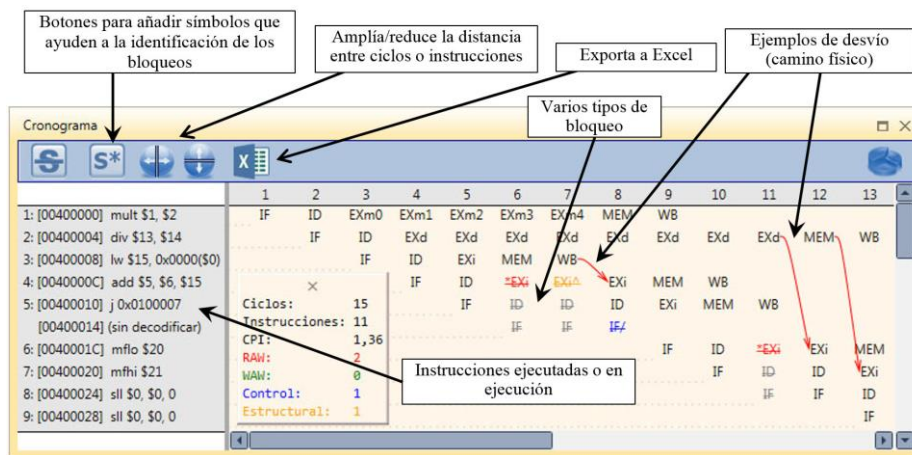 Botones para añadir símbolos que
ayuden a la identificación de los
bloqueos
Amplía/reduce la distancia
entre ciclos o instrucciones
Exporta a Excel
Ejemplos de desvío
(camino físico)
Varios tipos de
bloqueo
Cronograma
S S*
1 2 3 4 5 6 7 8 9 10 11 12 13
1: [00400000] mult $1, $2 IF ID EXm0 EXm1 EXm2 EXm3 EXm4 MEM WB
2: [00400004] div $13, $14 IF ID EXd EXd EXd EXd EXd EXd EXd EXd EXd MEM WB
3: [00400008] lw $15, 0x0000($0) IF ID EXi MEM WB
4: [0040000C] add $5, $6, $15 IF ID *EXi EXi^ EXi MEM WB
5: [00400010] j 0x0100007 IF ID ID ID EXi MEM WB
[00400014] (sin decodificar) IF IF IF/
6: [0040001C] mflo $20 IF ID *EXi EXi MEM
7: [00400020] mfhi $21 IF ID ID EXi
8: [00400024] sll $0, $0, 0 IF IF ID
9: [00400028] sll $0, $0, 0 IF
×
Ciclos: 15
Instrucciones: 11
CPI: 1,36
RAW: 2
WAW: 0
Control: 1
Estructural: 1
Instrucciones ejecutadas o en
ejecución